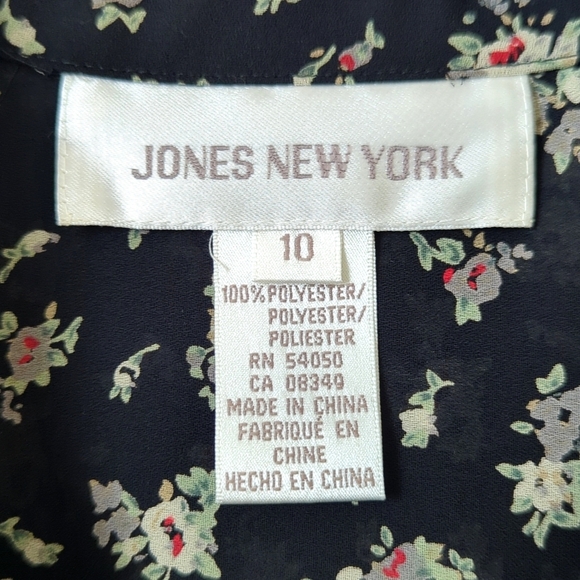 JONES NEW YORK
10
100% POLYESTER/
POLYESTER/
POLIESTER
RN 54050
CA 08349
MADE IN CHINA
FABRIQUÉ EN
CHINE
HECHO EN CHINA